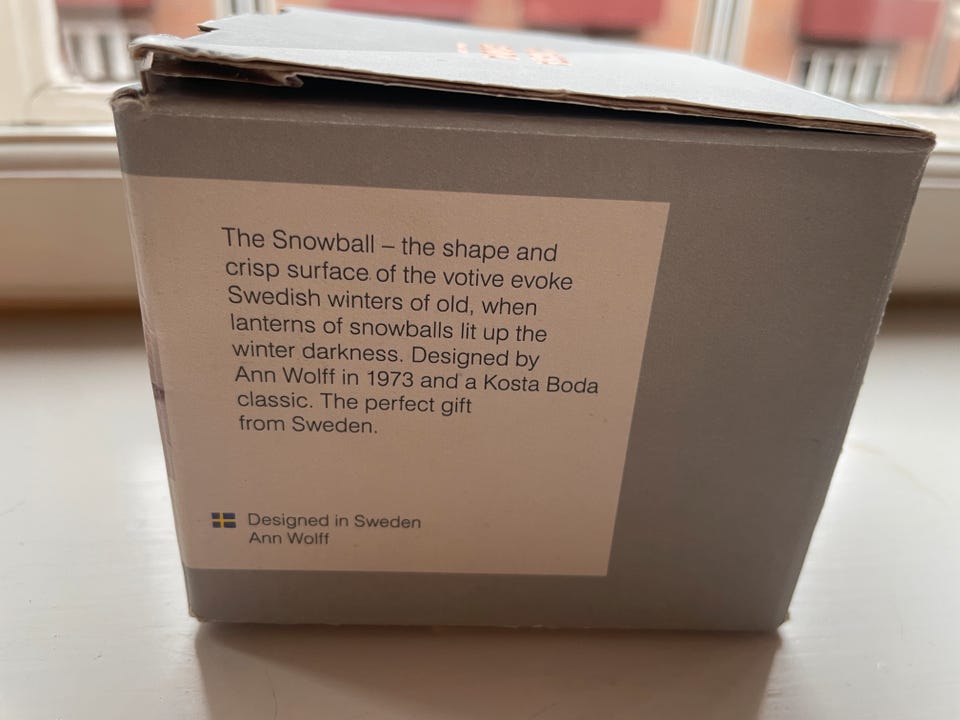 The Snowball – the shape and
crisp surface of the votive evoke
Swedish winters of old, when
lanterns of snowballs lit up the
winter darkness. Designed by
Ann Wolff in 1973 and a Kosta Boda
classic. The perfect gift
from Sweden.
Designed in Sweden
Ann Wolff